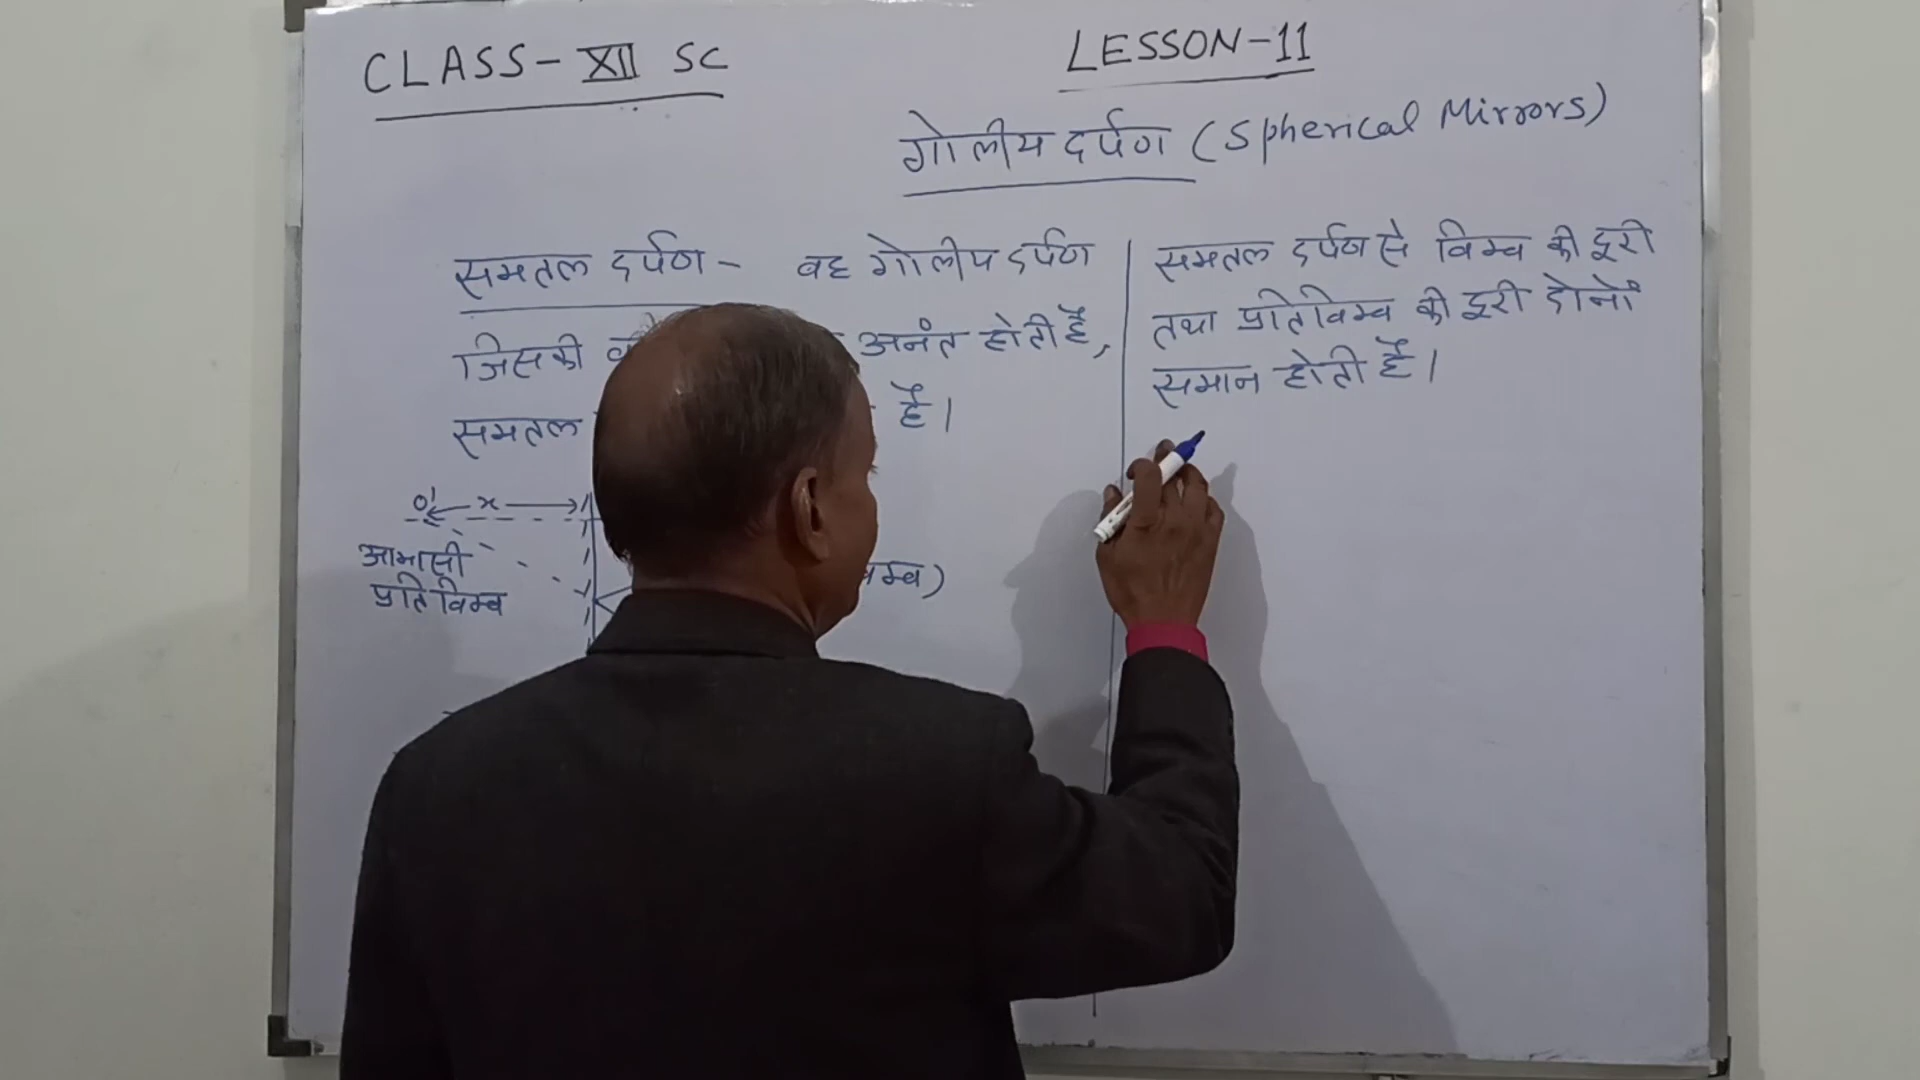 CLASS- XII SC
LESSON-11
गोलीय दर्पण (Spherical Mirrors)
समतल दर्पण - वह गोलीय दर्पण
जिसकी अनंत होती है,
समतल है।
O' x
आभासी
प्रतिविम्ब
समतल दर्पण से विम्ब की दूरी
तथा प्रतिविम्ब की दूरी दोनों
समान होती है।